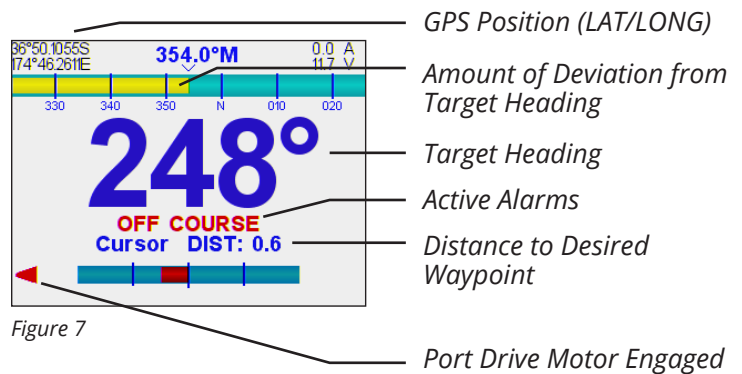 GPS Position (LAT/LONG)
36°50.1055S
174°46.2611E
354.0°M
0.0 A
11.7 V
Amount of Deviation from
Target Heading
330 340 350 N 010 020
248°
Target Heading
OFF COURSE
Active Alarms
Cursor DIST: 0.6
Distance to Desired
Waypoint
Figure 7
Port Drive Motor Engaged